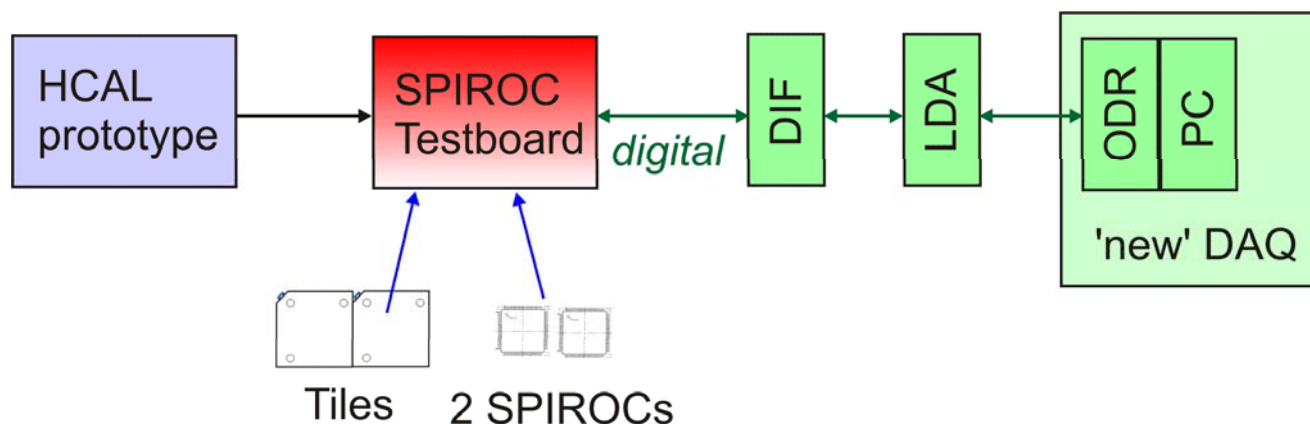 HCAL
prototype
SPIROC
Testboard
digital
DIF
LDA
ODR
PC
'new' DAQ
Tiles
2 SPIROCs